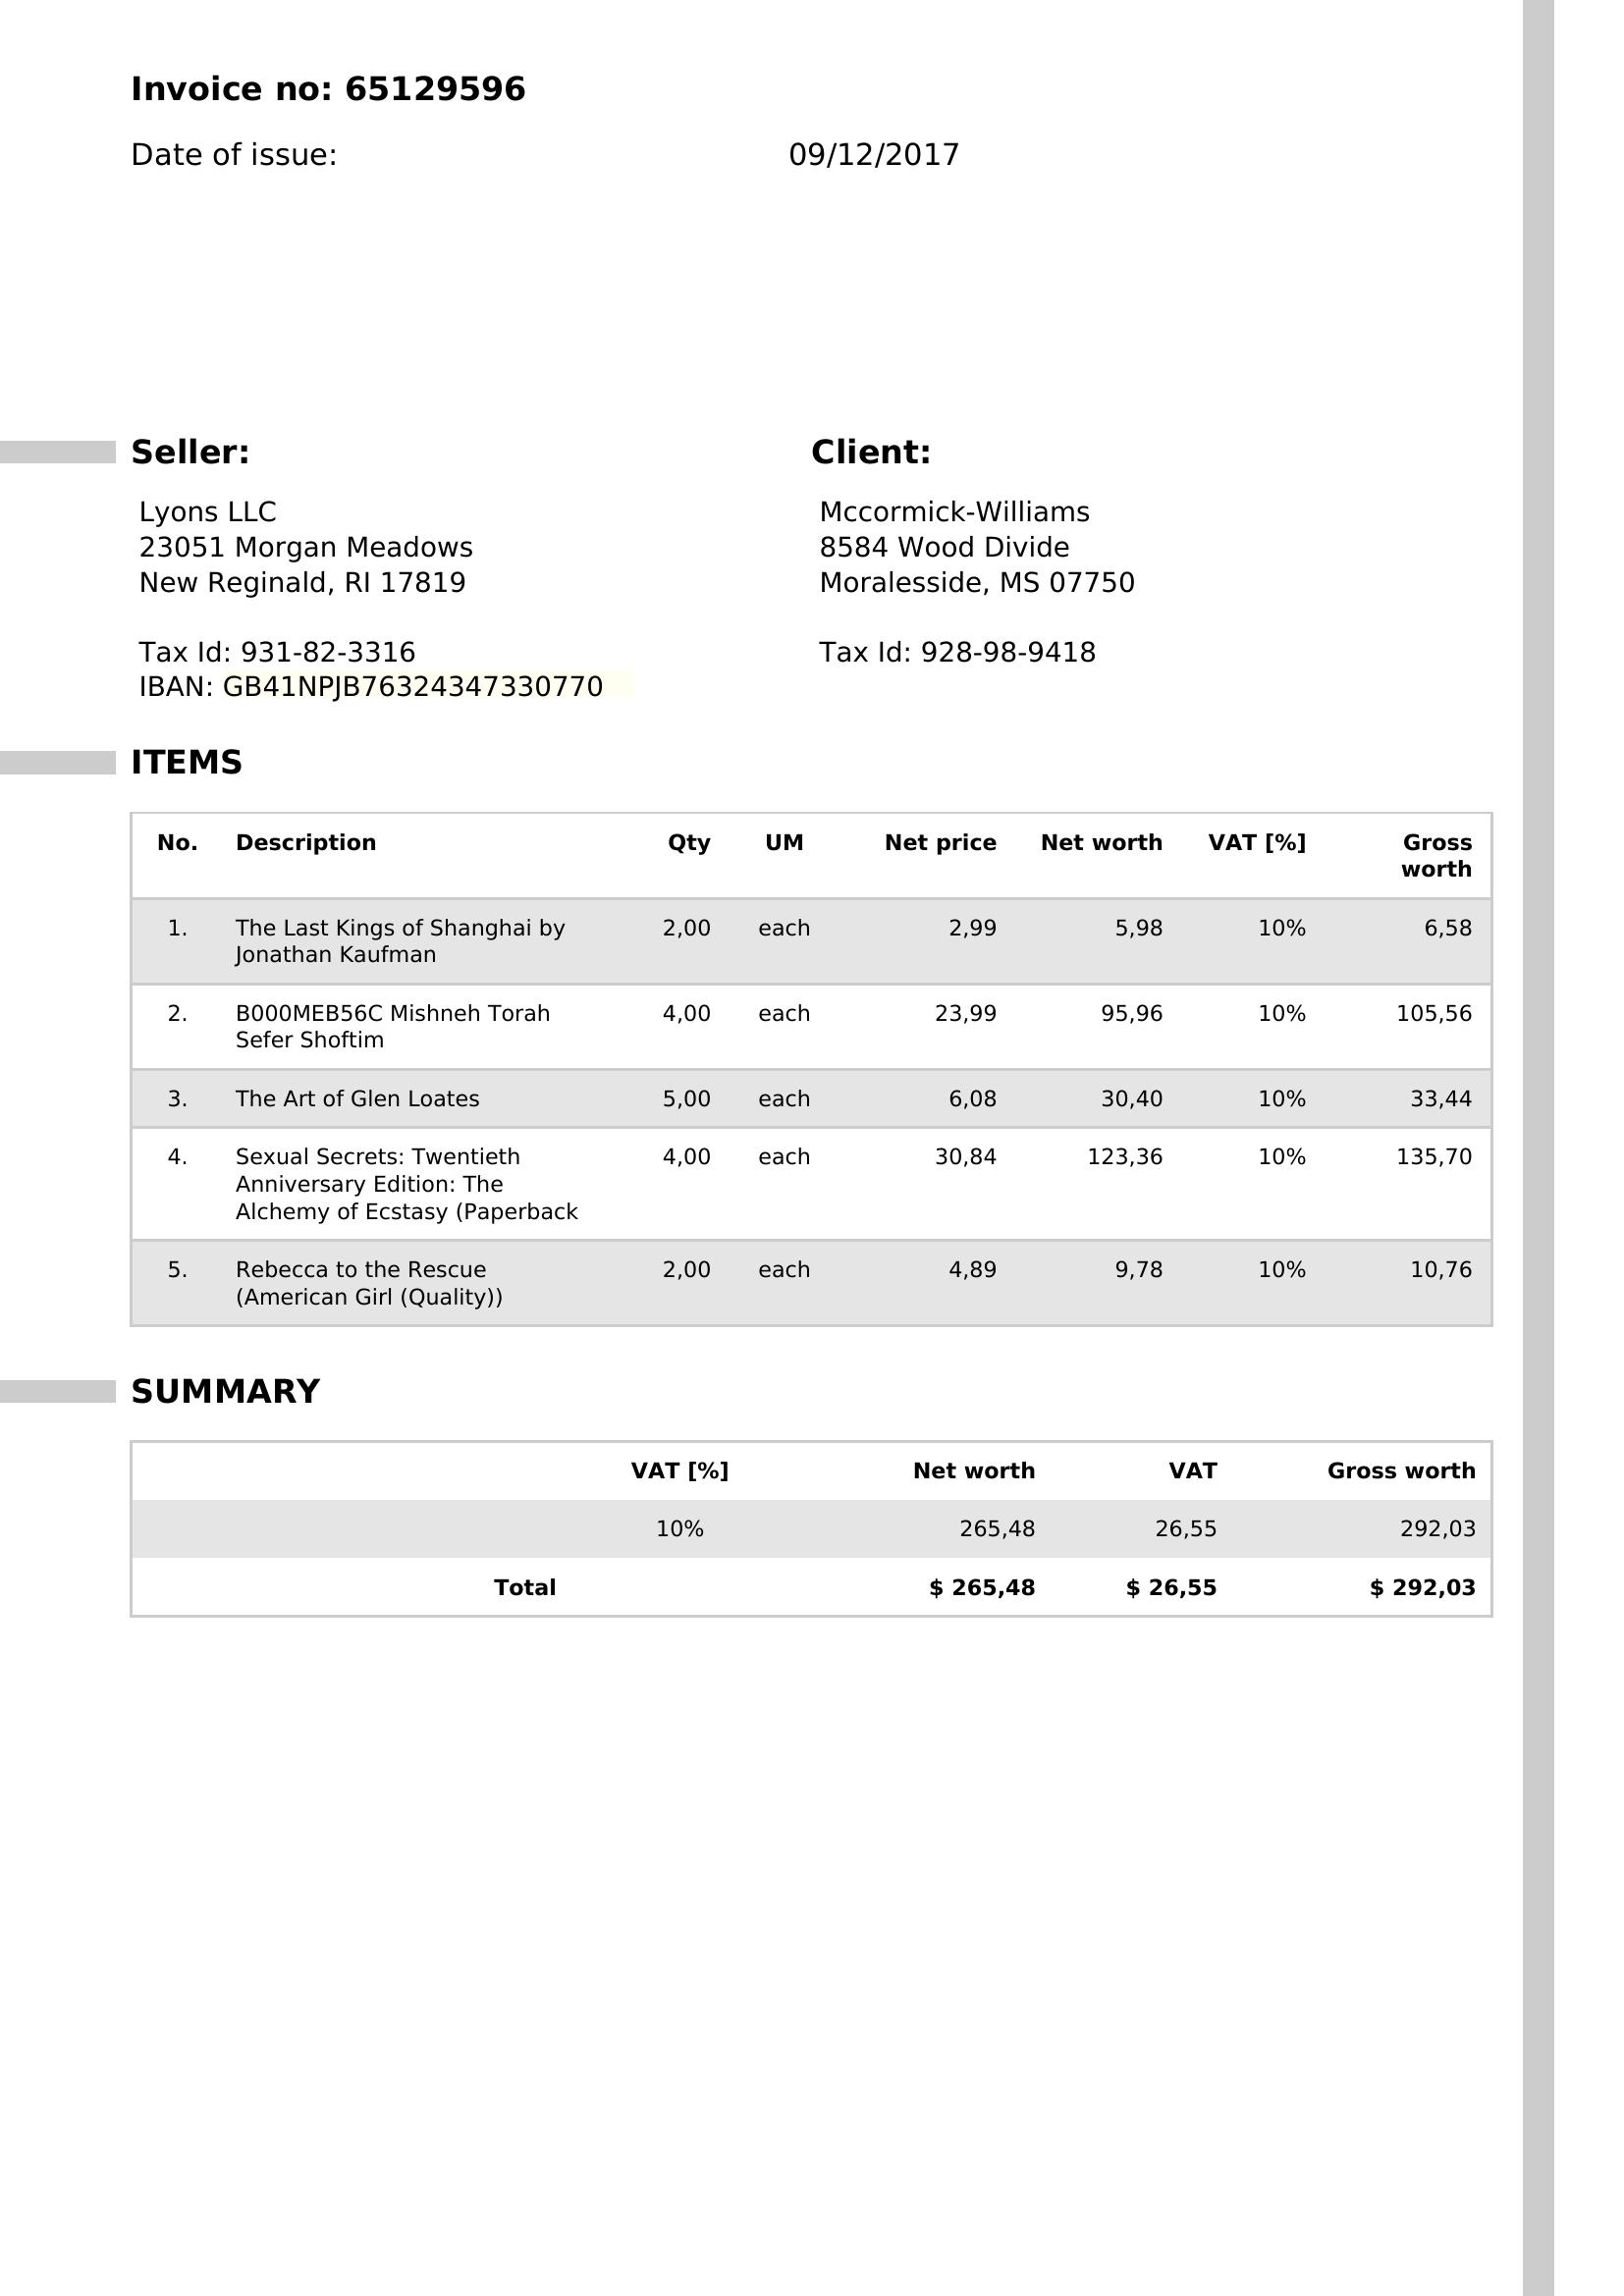 Invoice no: 65129596
Date of issue: 09/12/2017
Seller:
Lyons LLC
23051 Morgan Meadows
New Reginald, RI 17819
Tax Id: 931-82-3316
IBAN: GB41NPJB76324347330770
Client:
Mccormick-Williams
8584 Wood Divide
Moralesside, MS 07750
Tax Id: 928-98-9418
ITEMS
No. Description Qty UM Net price Net worth VAT [%] Gross
worth
1. The Last Kings of Shanghai by 2,00 each 2,99 5,98 10% 6,58
Jonathan Kaufman
2. B000MEB56C Mishneh Torah 4,00 each 23,99 95,96 10% 105,56
Sefer Shoftim
3. The Art of Glen Loates 5,00 each 6,08 30,40 10% 33,44
4. Sexual Secrets: Twentieth 4,00 each 30,84 123,36 10% 135,70
Anniversary Edition: The
Alchemy of Ecstasy (Paperback
5. Rebecca to the Rescue 2,00 each 4,89 9,78 10% 10,76
(American Girl (Quality))
SUMMARY
VAT [%] Net worth VAT Gross worth
10% 265,48 26,55 292,03
Total $ 265,48 $ 26,55 $ 292,03